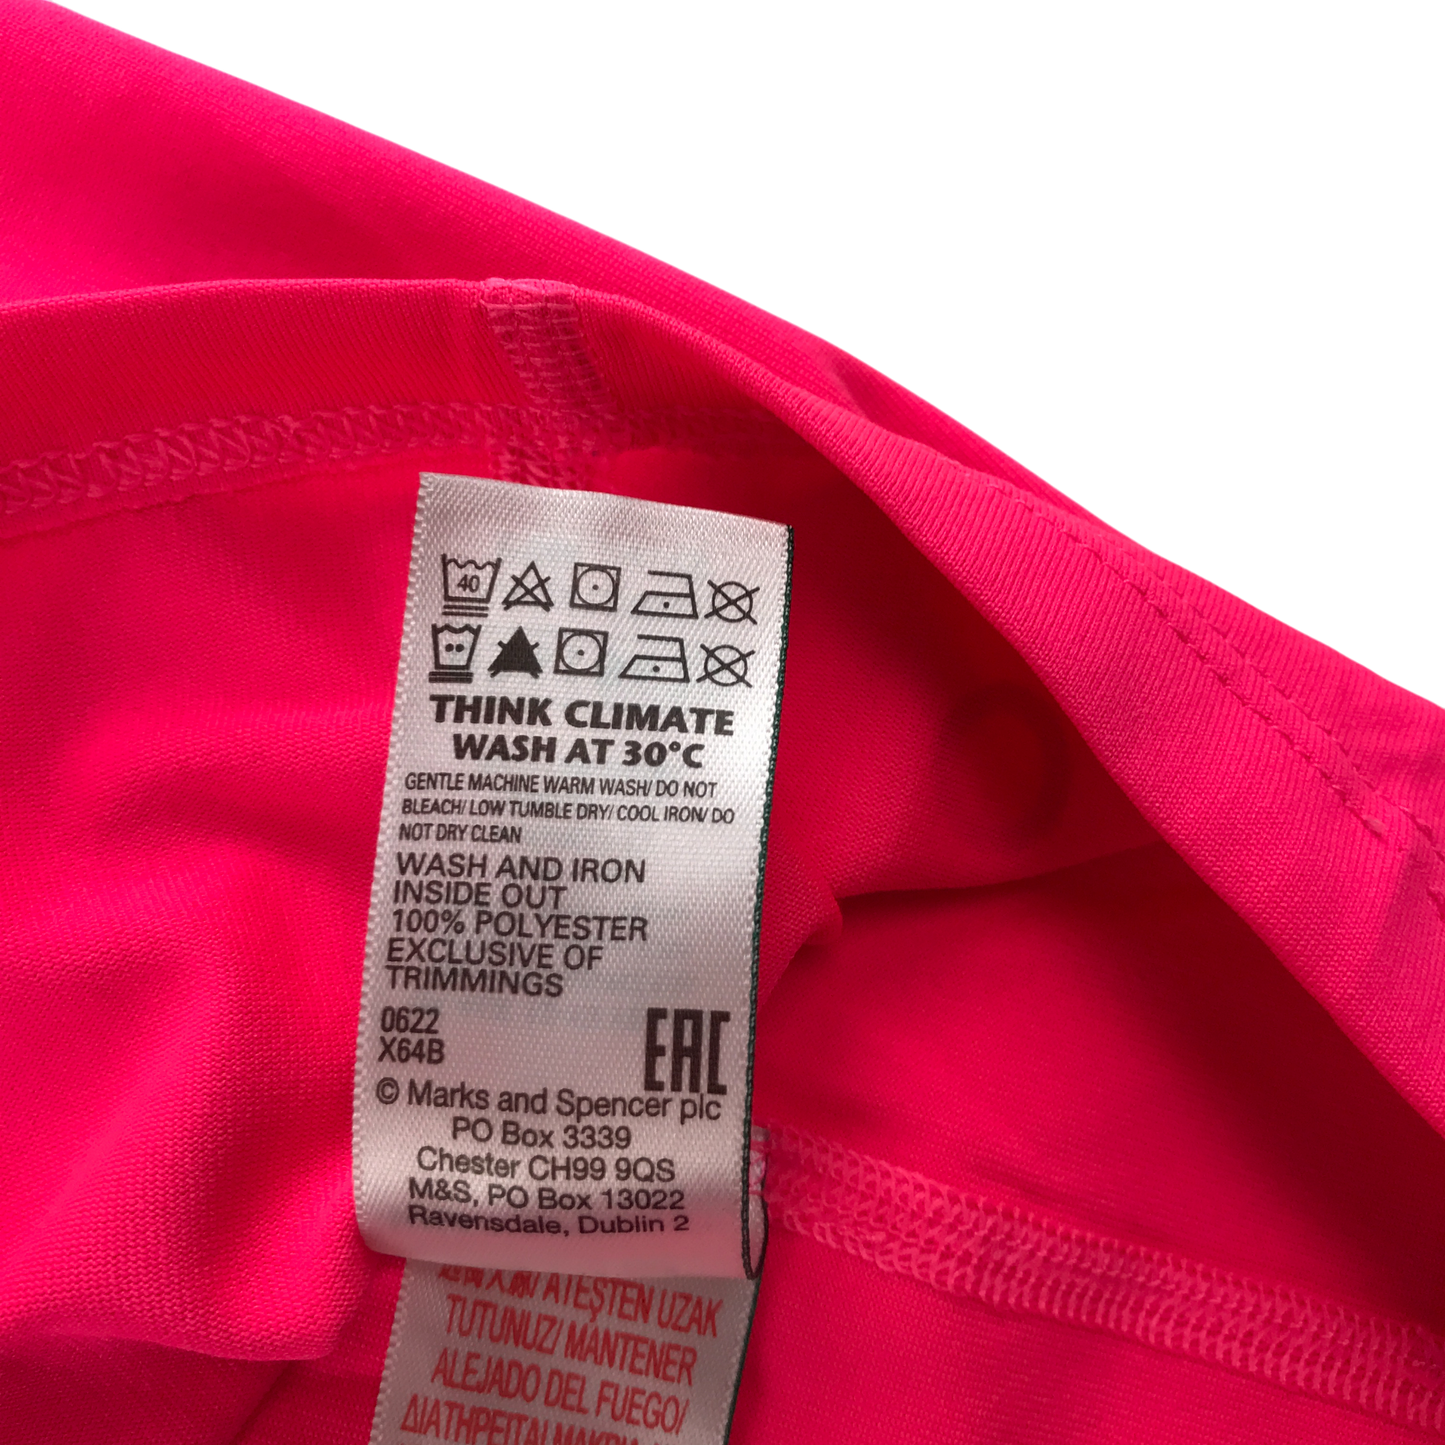 40
THINK CLIMATE
WASH AT 30°C
GENTLE MACHINE WARM WASH/ DO NOT
BLEACH/ LOW TUMBLE DRY/ COOL IRON/ DO
NOT DRY CLEAN
WASH AND IRON
INSIDE OUT
100% POLYESTER
EXCLUSIVE OF
TRIMMINGS
0622
X64B
EAC
© Marks and Spencer plc
PO Box 3339
Chester CH99 9QS
M&S, PO Box 13022
Ravensdale, Dublin 2
ATEŞTEN UZAK
TUTUNUZ/ MANTENER
ALEJADO DEL FUEGO/